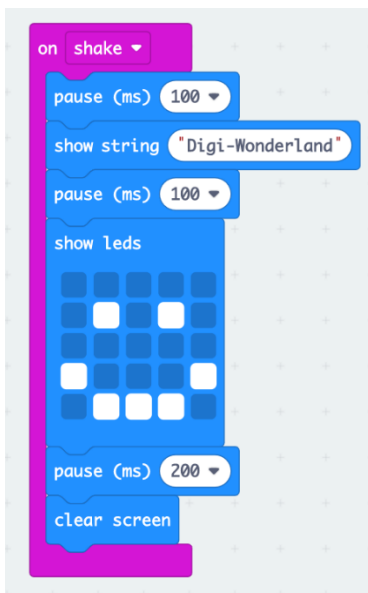 on shake
pause (ms) 100
show string "Digi-Wonderland"
pause (ms) 100
show leds
pause (ms) 200
clear screen